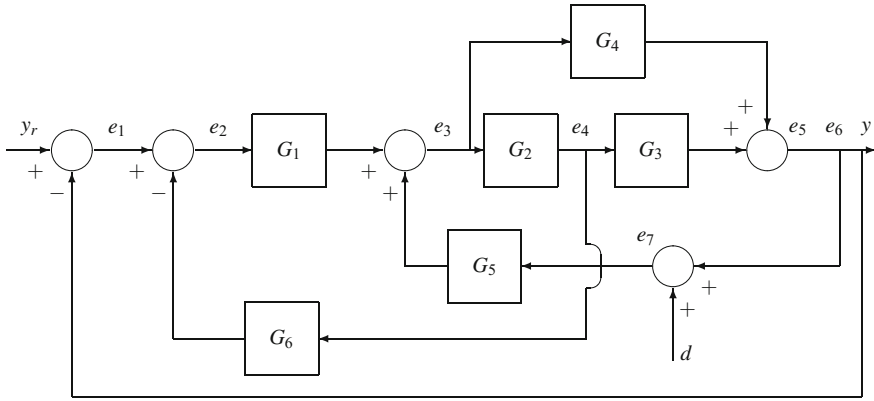 G4
+
yr e1 e2 e3 e4 e5 e6 y
G1 G2 G3
+ + + +
− − +
e7
G5
+
+
G6
d